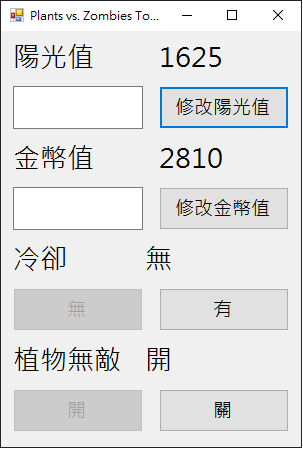 Plants vs. Zombies To...
陽光值 1625
修改陽光值
金幣值 2810
修改金幣值
冷卻 無
無 有
植物無敵 開
開 關